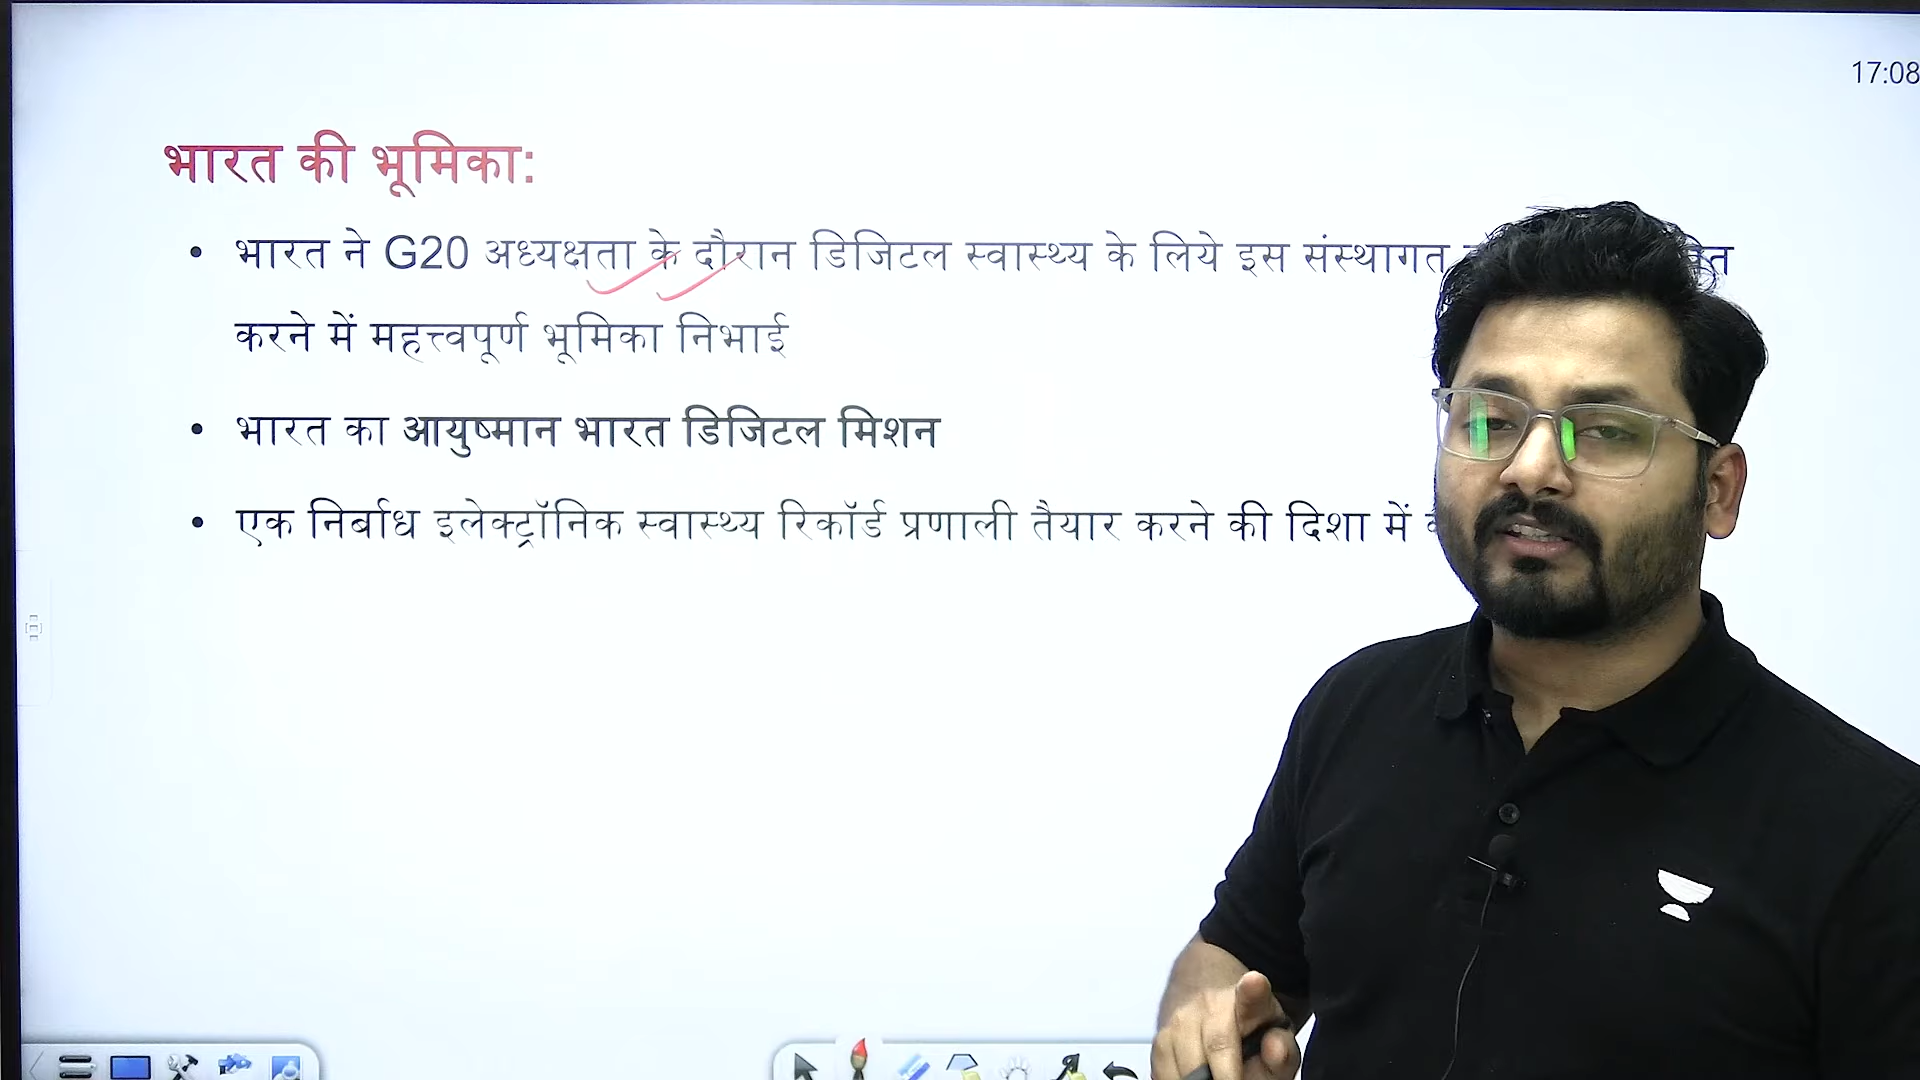 17:08
भारत की भूमिका:
• भारत ने G20 अध्यक्षता के दौरान डिजिटल स्वास्थ्य के लिये इस संस्थागत
करने में महत्त्वपूर्ण भूमिका निभाई
• भारत का आयुष्मान भारत डिजिटल मिशन
• एक निर्बाध इलेक्ट्रॉनिक स्वास्थ्य रिकॉर्ड प्रणाली तैयार करने की दिशा में